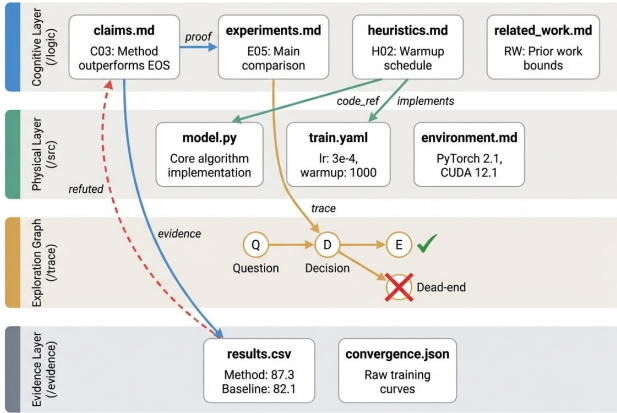 Cognitive Layer
(/logic)
claims.md
C03: Method
outperforms EOS
proof
experiments.md
E05: Main
comparison
heuristics.md
H02: Warmup
schedule
related_work.md
RW: Prior work
bounds
code_ref
implements
Physical Layer
(/src)
model.py
Core algorithm
implementation
train.yaml
lr: 3e-4,
warmup: 1000
environment.md
PyTorch 2.1,
CUDA 12.1
refuted
trace
evidence
Exploration Graph
(/trace)
Q
D
E
Question
Decision
Dead-end
Evidence Layer
(/evidence)
results.csv
Method: 87.3
Baseline: 82.1
convergence.json
Raw training
curves